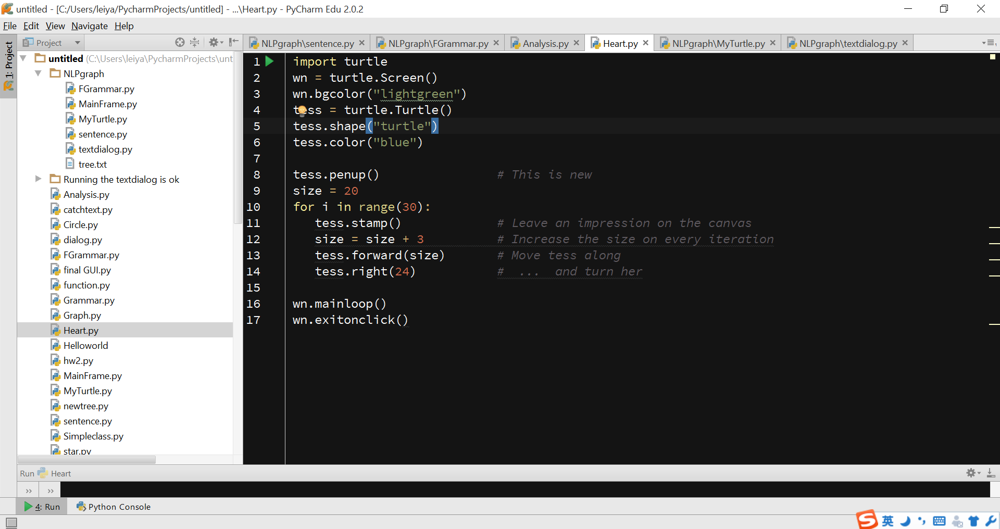 untitled - [C:/Users/leiya/PycharmProjects/untitled] - ...\Heart.py - PyCharm Edu 2.0.2
File Edit View Navigate Help
1: Project
Project
untitled (C:\Users\leiya\PycharmProjects\unt
NLPgraph
FGrammar.py
MainFrame.py
MyTurtle.py
sentence.py
textdialog.py
tree.txt
Running the textdialog is ok
Analysis.py
catchtext.py
Circle.py
dialog.py
FGrammar.py
final GUI.py
function.py
Grammar.py
Graph.py
Heart.py
Helloworld
hw2.py
MainFrame.py
MyTurtle.py
newtree.py
sentence.py
Simpleclass.py
star.py
NLPgraph\sentence.py NLPgraph\FGrammar.py Analysis.py Heart.py NLPgraph\MyTurtle.py NLPgraph\textdialog.py
1 import turtle
2 wn = turtle.Screen()
3 wn.bgcolor("lightgreen")
4 tess = turtle.Turtle()
5 tess.shape("turtle")
6 tess.color("blue")
7
8 tess.penup() # This is new
9 size = 20
10 for i in range(30):
11 tess.stamp() # Leave an impression on the canvas
12 size = size + 3 # Increase the size on every iteration
13 tess.forward(size) # Move tess along
14 tess.right(24) # ... and turn her
15
16 wn.mainloop()
17 wn.exitonclick()
Run Heart
4: Run Python Console
英